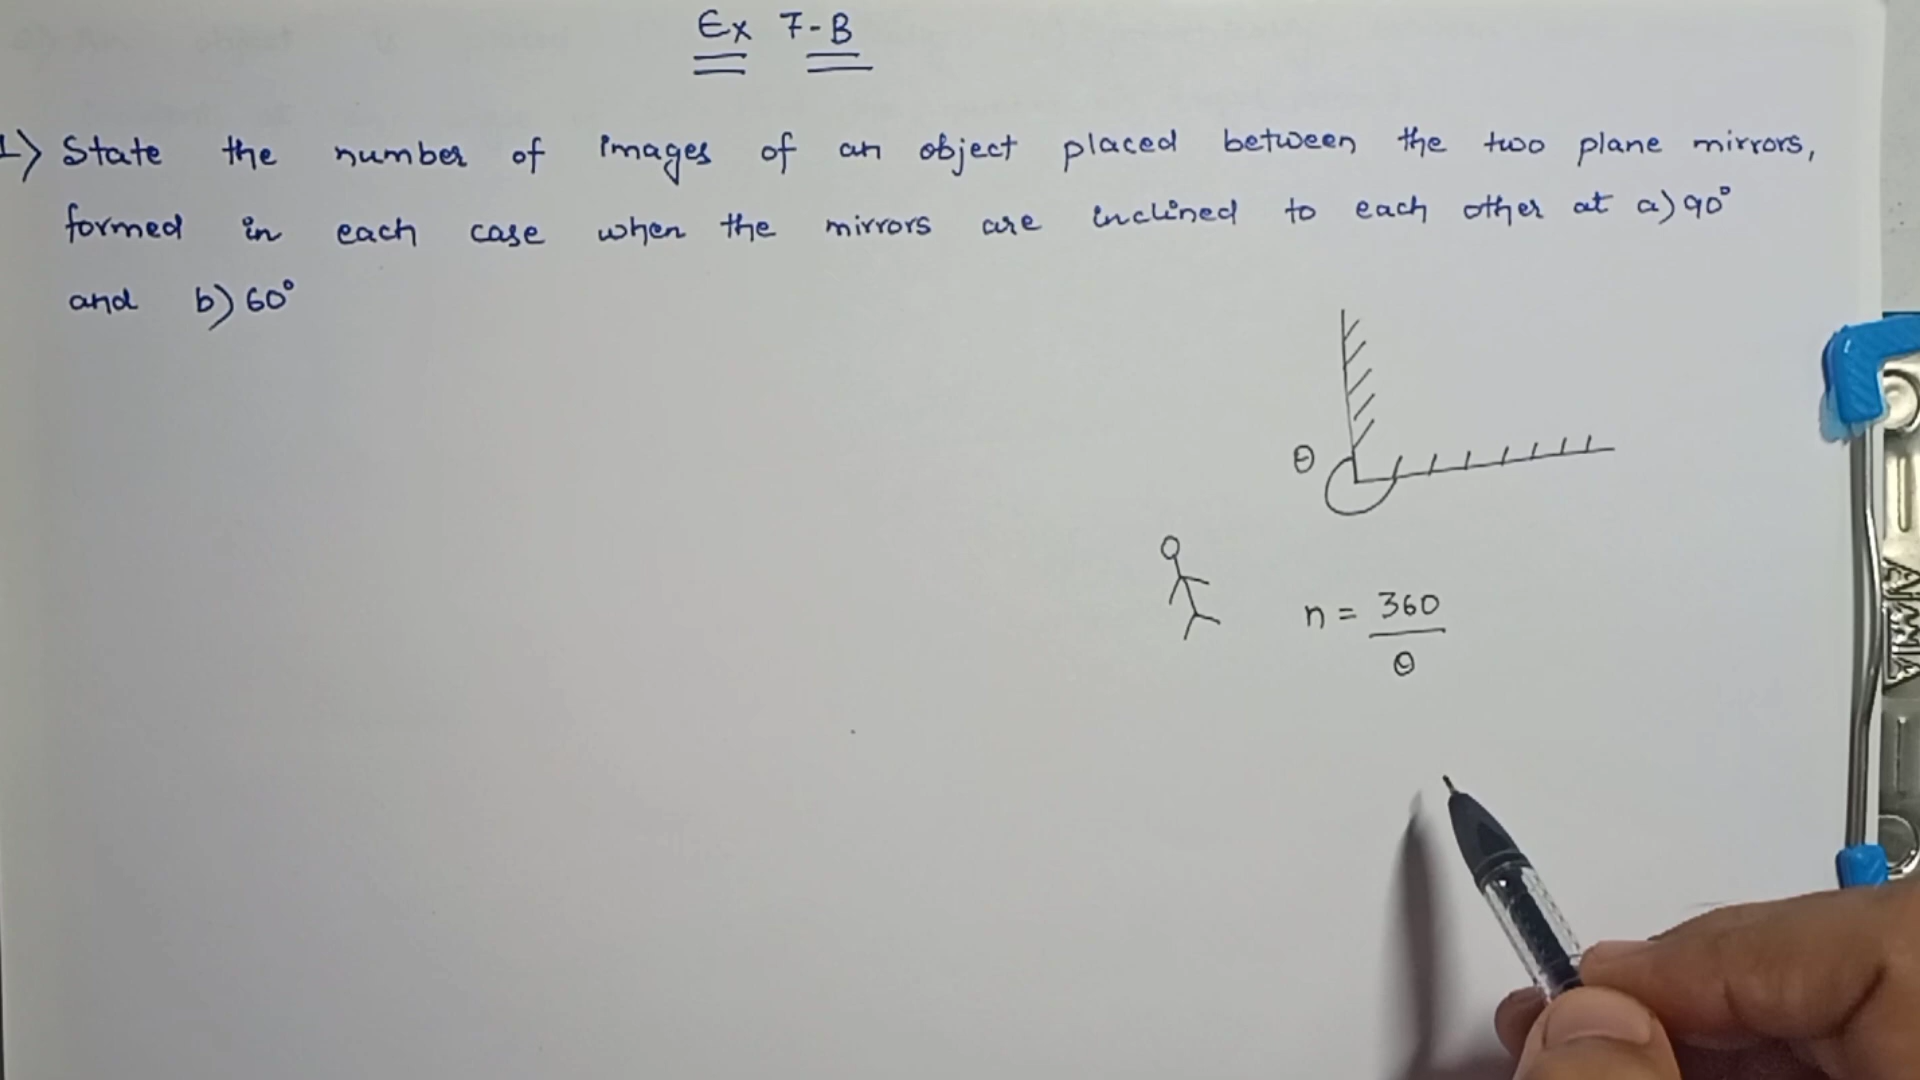 Ex 7-B
1) State the number of images of an object placed between the two plane mirrors,
formed in each case when the mirrors are inclined to each other at a) 90°
and b) 60°
θ
n = 360
θ